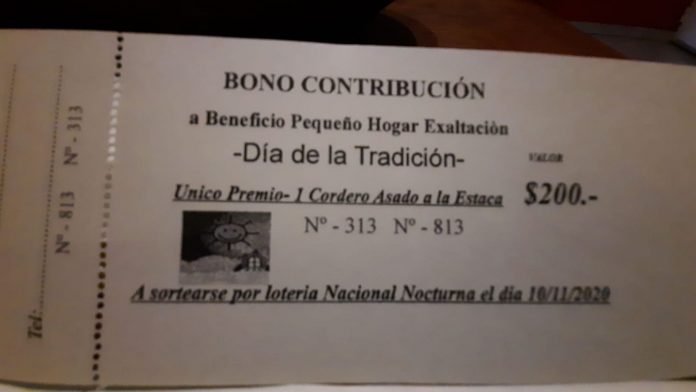 BONO CONTRIBUCIÓN
a Beneficio Pequeño Hogar Exaltaciòn
-Día de la Tradición-
VALOR
Unico Premio- 1 Cordero Asado a la Estaca $200.-
Nº - 313 Nº - 813
A sortearse por loteria Nacional Nocturna el dia 10/11/2020
Nº - 813 Nº - 313
Tel: